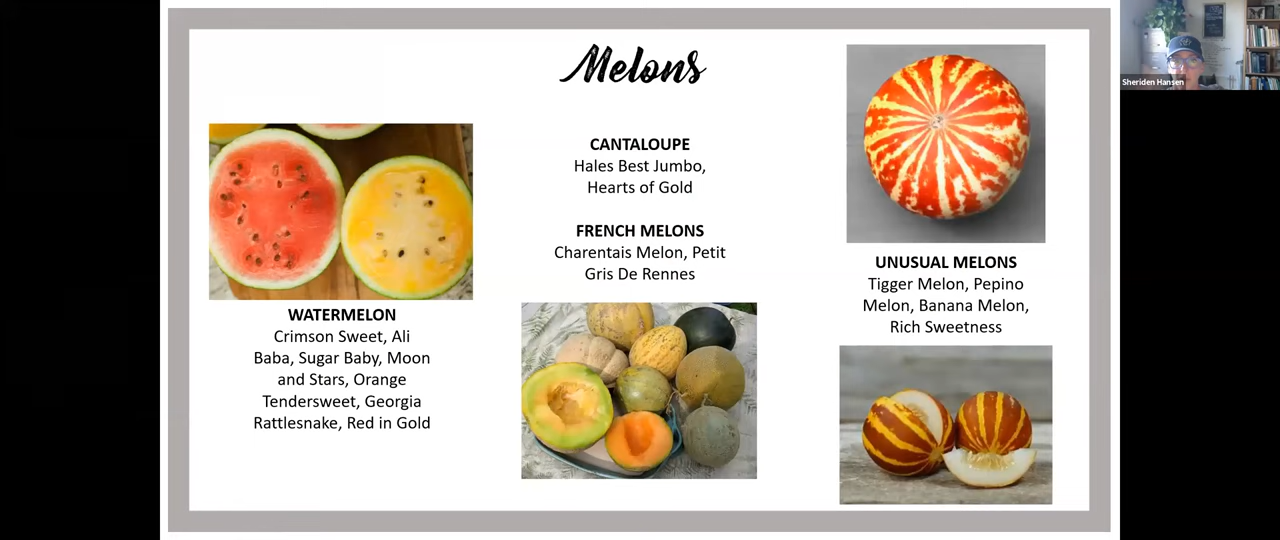 Melons
CANTALOUPE
Hales Best Jumbo,
Hearts of Gold
FRENCH MELONS
Charentais Melon, Petit
Gris De Rennes
WATERMELON
Crimson Sweet, Ali
Baba, Sugar Baby, Moon
and Stars, Orange
Tendersweet, Georgia
Rattlesnake, Red in Gold
UNUSUAL MELONS
Tigger Melon, Pepino
Melon, Banana Melon,
Rich Sweetness
Sheriden Hansen